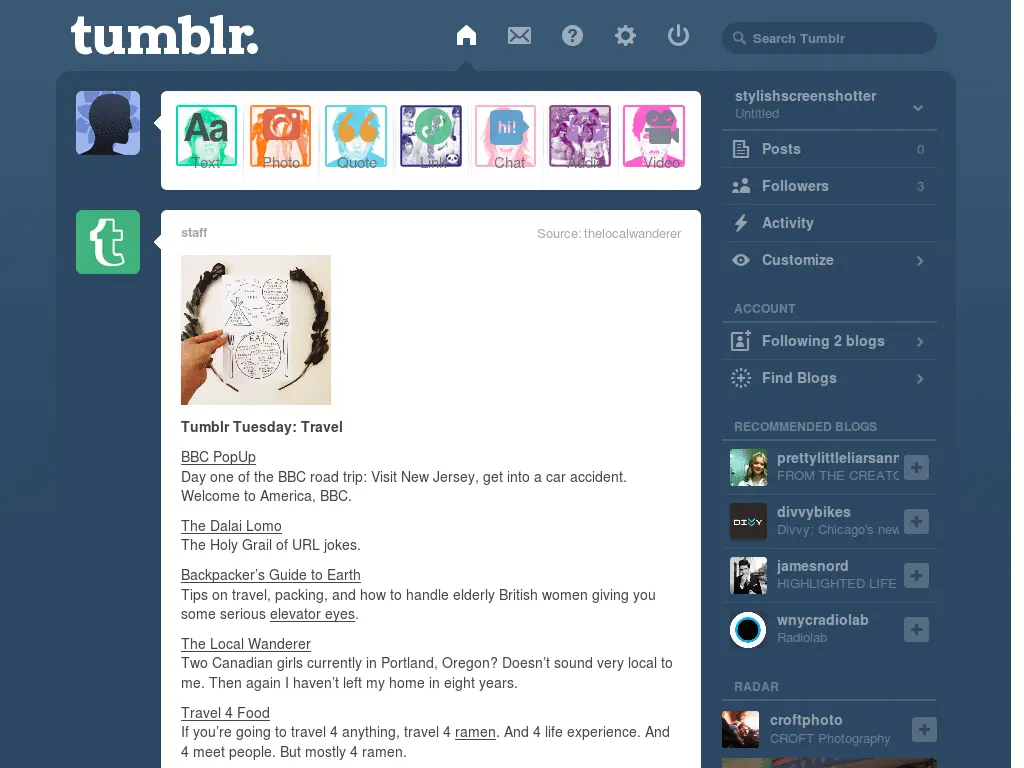 tumblr.
Search Tumblr
Aa
hi!
Text
Photo
Quote
Link
Chat
Audio
Video
staff
Source: thelocalwanderer
EAT
Tumblr Tuesday: Travel
BBC PopUp
Day one of the BBC road trip: Visit New Jersey, get into a car accident.
Welcome to America, BBC.
The Dalai Lomo
The Holy Grail of URL jokes.
Backpacker’s Guide to Earth
Tips on travel, packing, and how to handle elderly British women giving you
some serious elevator eyes.
The Local Wanderer
Two Canadian girls currently in Portland, Oregon? Doesn’t sound very local to
me. Then again I haven’t left my home in eight years.
Travel 4 Food
If you’re going to travel 4 anything, travel 4 ramen. And 4 life experience. And
4 meet people. But mostly 4 ramen.
stylishscreenshotter
Untitled
Posts 0
Followers 3
Activity
Customize
ACCOUNT
Following 2 blogs
Find Blogs
RECOMMENDED BLOGS
prettylittleliarsann
FROM THE CREATO
DIVVY
divvybikes
Divvy: Chicago's new
jamesnord
HIGHLIGHTED LIFE
wnycradiolab
Radiolab
RADAR
croftphoto
CROFT Photography